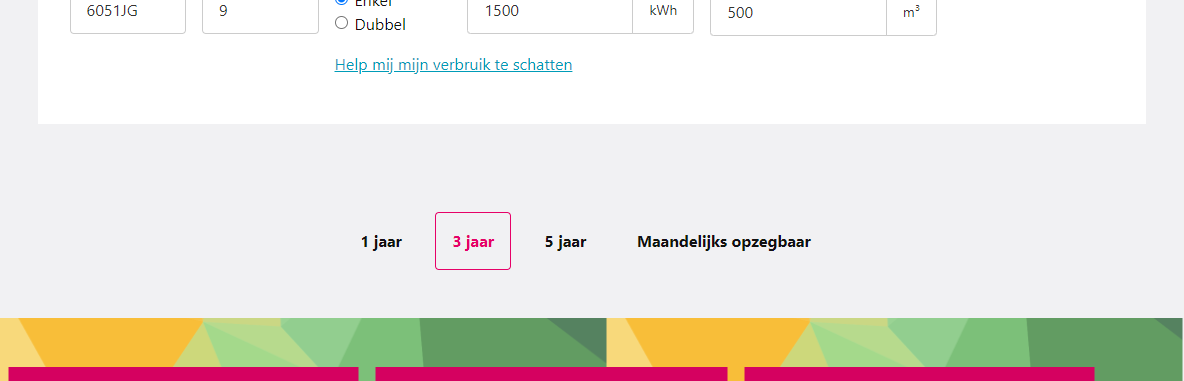 6051JG 9 Enkel 1500 kWh 500 m³
Dubbel
Help mij mijn verbruik te schatten
1 jaar 3 jaar 5 jaar Maandelijks opzegbaar